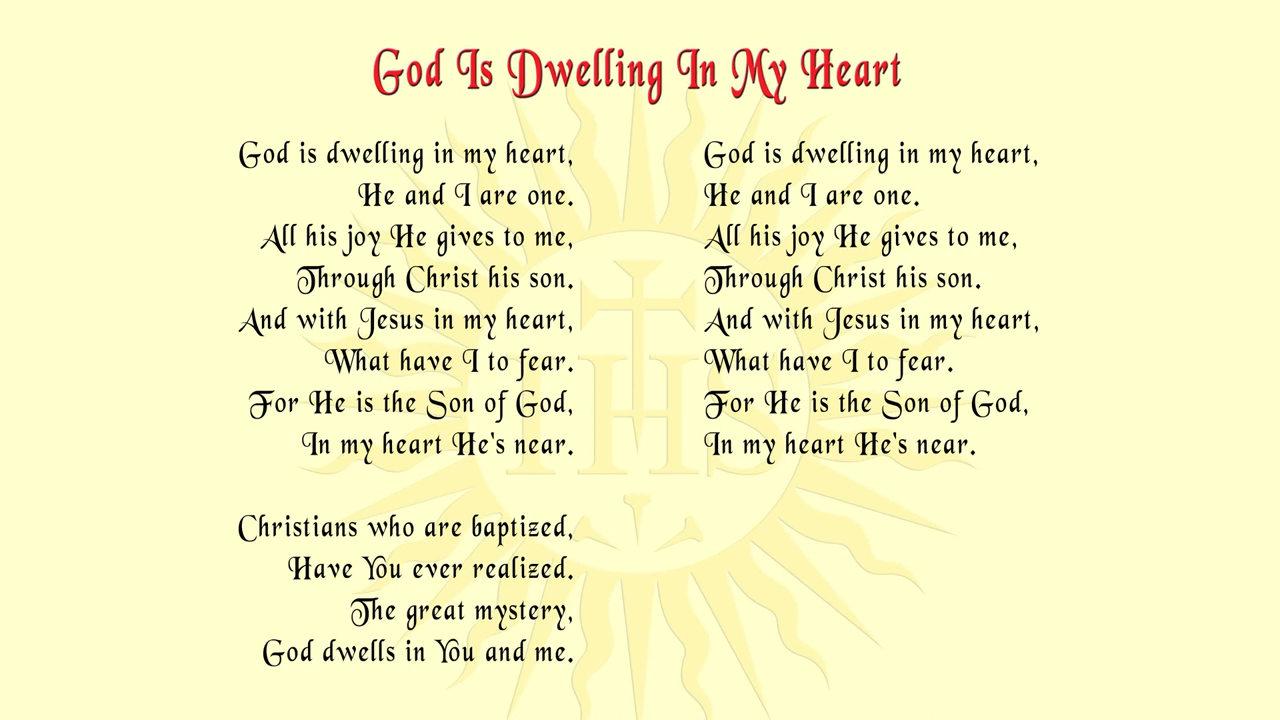 God Is Dwelling In My Heart
God is dwelling in my heart,
He and I are one.
All his joy He gives to me,
Through Christ his son.
And with Jesus in my heart,
What have I to fear.
For He is the Son of God,
In my heart He's near.
Christians who are baptized,
Have You ever realized.
The great mystery,
God dwells in You and me.
God is dwelling in my heart,
He and I are one.
All his joy He gives to me,
Through Christ his son.
And with Jesus in my heart,
What have I to fear.
For He is the Son of God,
In my heart He's near.
IHS